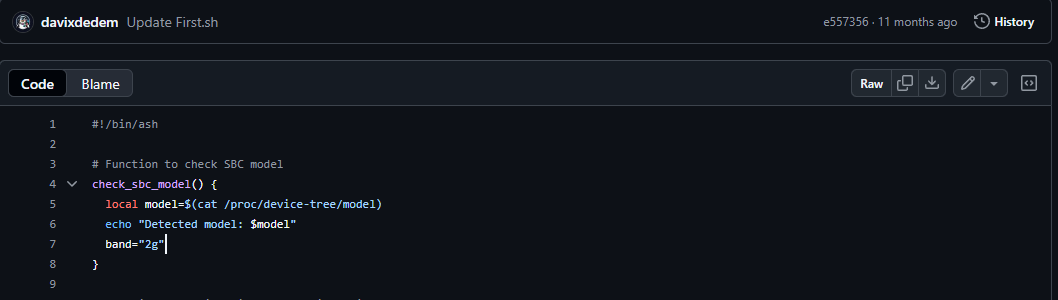 davixdedem Update First.sh e557356 · 11 months ago History
Code Blame Raw
1 #!/bin/ash
2
3 # Function to check SBC model
4 check_sbc_model() {
5 local model=$(cat /proc/device-tree/model)
6 echo "Detected model: $model"
7 band="2g"
8 }
9